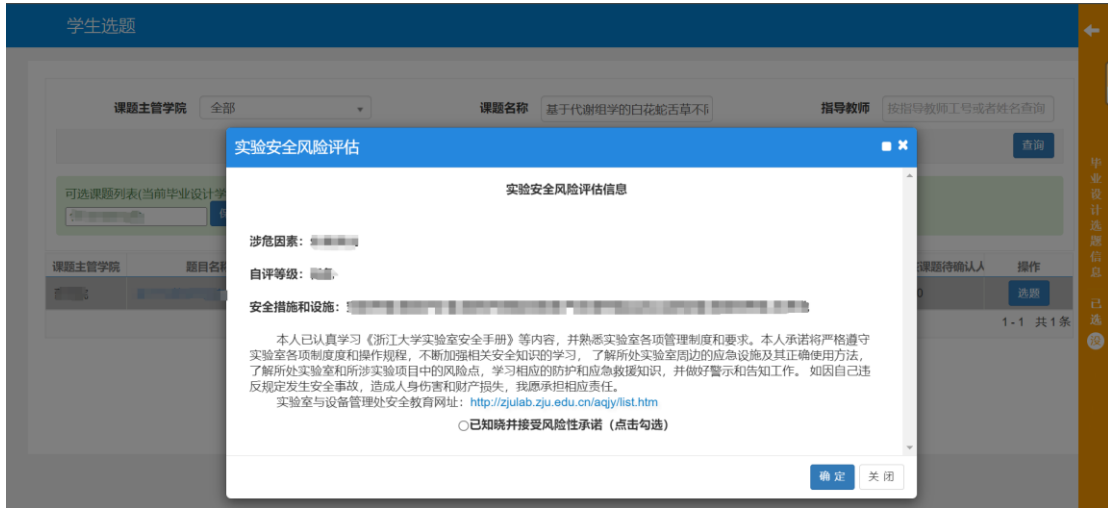 学生选题
课题主管学院 全部 课题名称 基于代谢组学的白花蛇舌草不 指导教师 按指导教师工号或者姓名查询
查询
实验安全风险评估
实验安全风险评估信息
涉危因素：
自评等级：
安全措施和设施：
本人已认真学习《浙江大学实验室安全手册》等内容，并熟悉实验室各项管理制度和要求。本人承诺将严格遵守
实验室各项制度度和操作规程，不断加强相关安全知识的学习， 了解所处实验室周边的应急设施及其正确使用方法，
了解所处实验室和所涉实验项目中的风险点，学习相应的防护和应急救援知识，并做好警示和告知工作。 如因自己违
反规定发生安全事故，造成人身伤害和财产损失，我愿承担相应责任。
实验室与设备管理处安全教育网址：http://zjulab.zju.edu.cn/aqjy/list.htm
已知晓并接受风险性承诺（点击勾选）
确定 关闭
可选课题列表(当前毕业设计学
课题主管学院 题目名 课题待确认人 操作
0 选题
1-1 共1条
毕业设计选题信息 已选 没